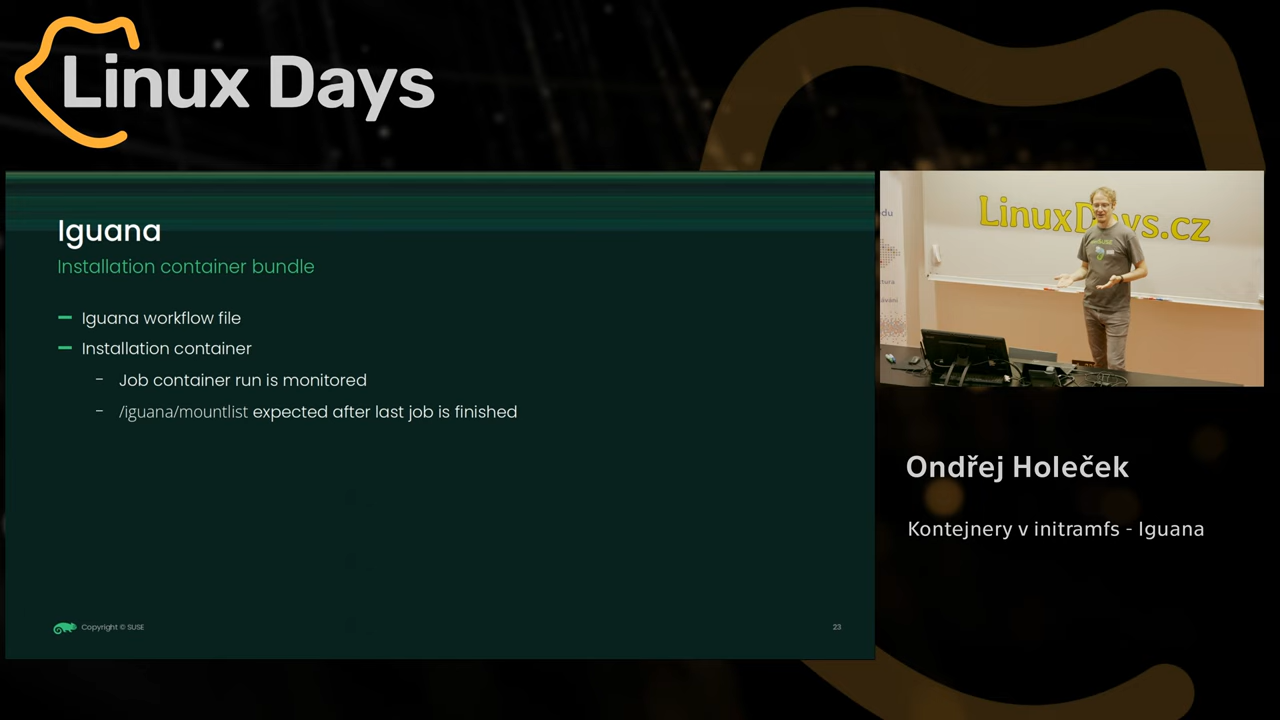 Linux Days
Iguana
Installation container bundle
Iguana workflow file
Installation container
- Job container run is monitored
- /iguana/mountlist expected after last job is finished
Copyright © SUSE
23
LinuxDays.cz
Ondřej Holeček
Kontejnery v initramfs - Iguana